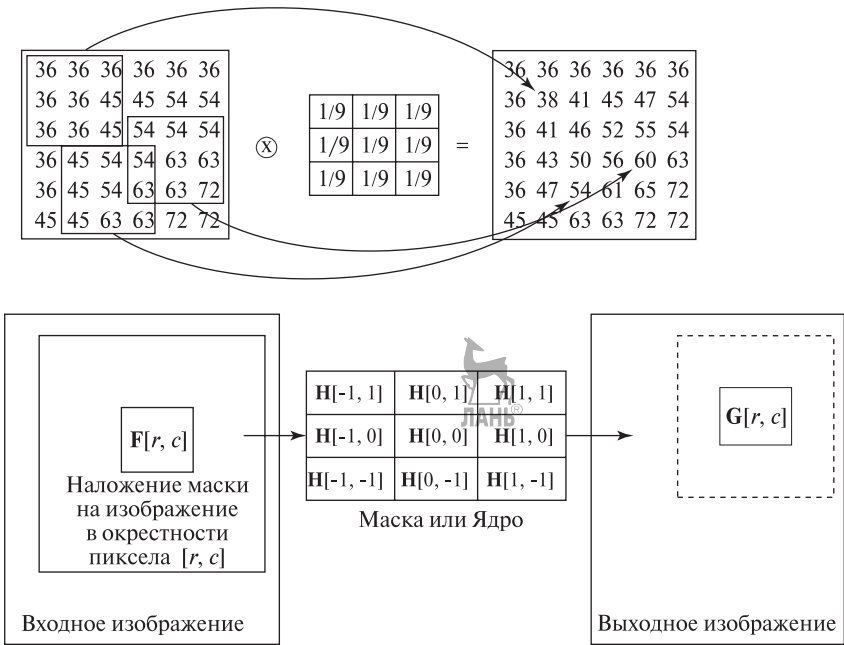 36 36 36 36 36 36
36 36 45 45 54 54
36 36 45 54 54 54
36 45 54 54 63 63
36 45 54 63 63 72
45 45 63 63 72 72
x
1/9 1/9 1/9
1/9 1/9 1/9
1/9 1/9 1/9
=
36 36 36 36 36 36
36 38 41 45 47 54
36 41 46 52 55 54
36 43 50 56 60 63
36 47 54 61 65 72
45 45 63 63 72 72
F[r, c]
Наложение маски
на изображение
в окрестности
пиксела [r, c]
Входное изображение
H[-1, 1] H[0, 1] H[1, 1]
H[-1, 0] H[0, 0] H[1, 0]
H[-1, -1] H[0, -1] H[1, -1]
ЛАНЬ®
Маска или Ядро
G[r, c]
Выходное изображение